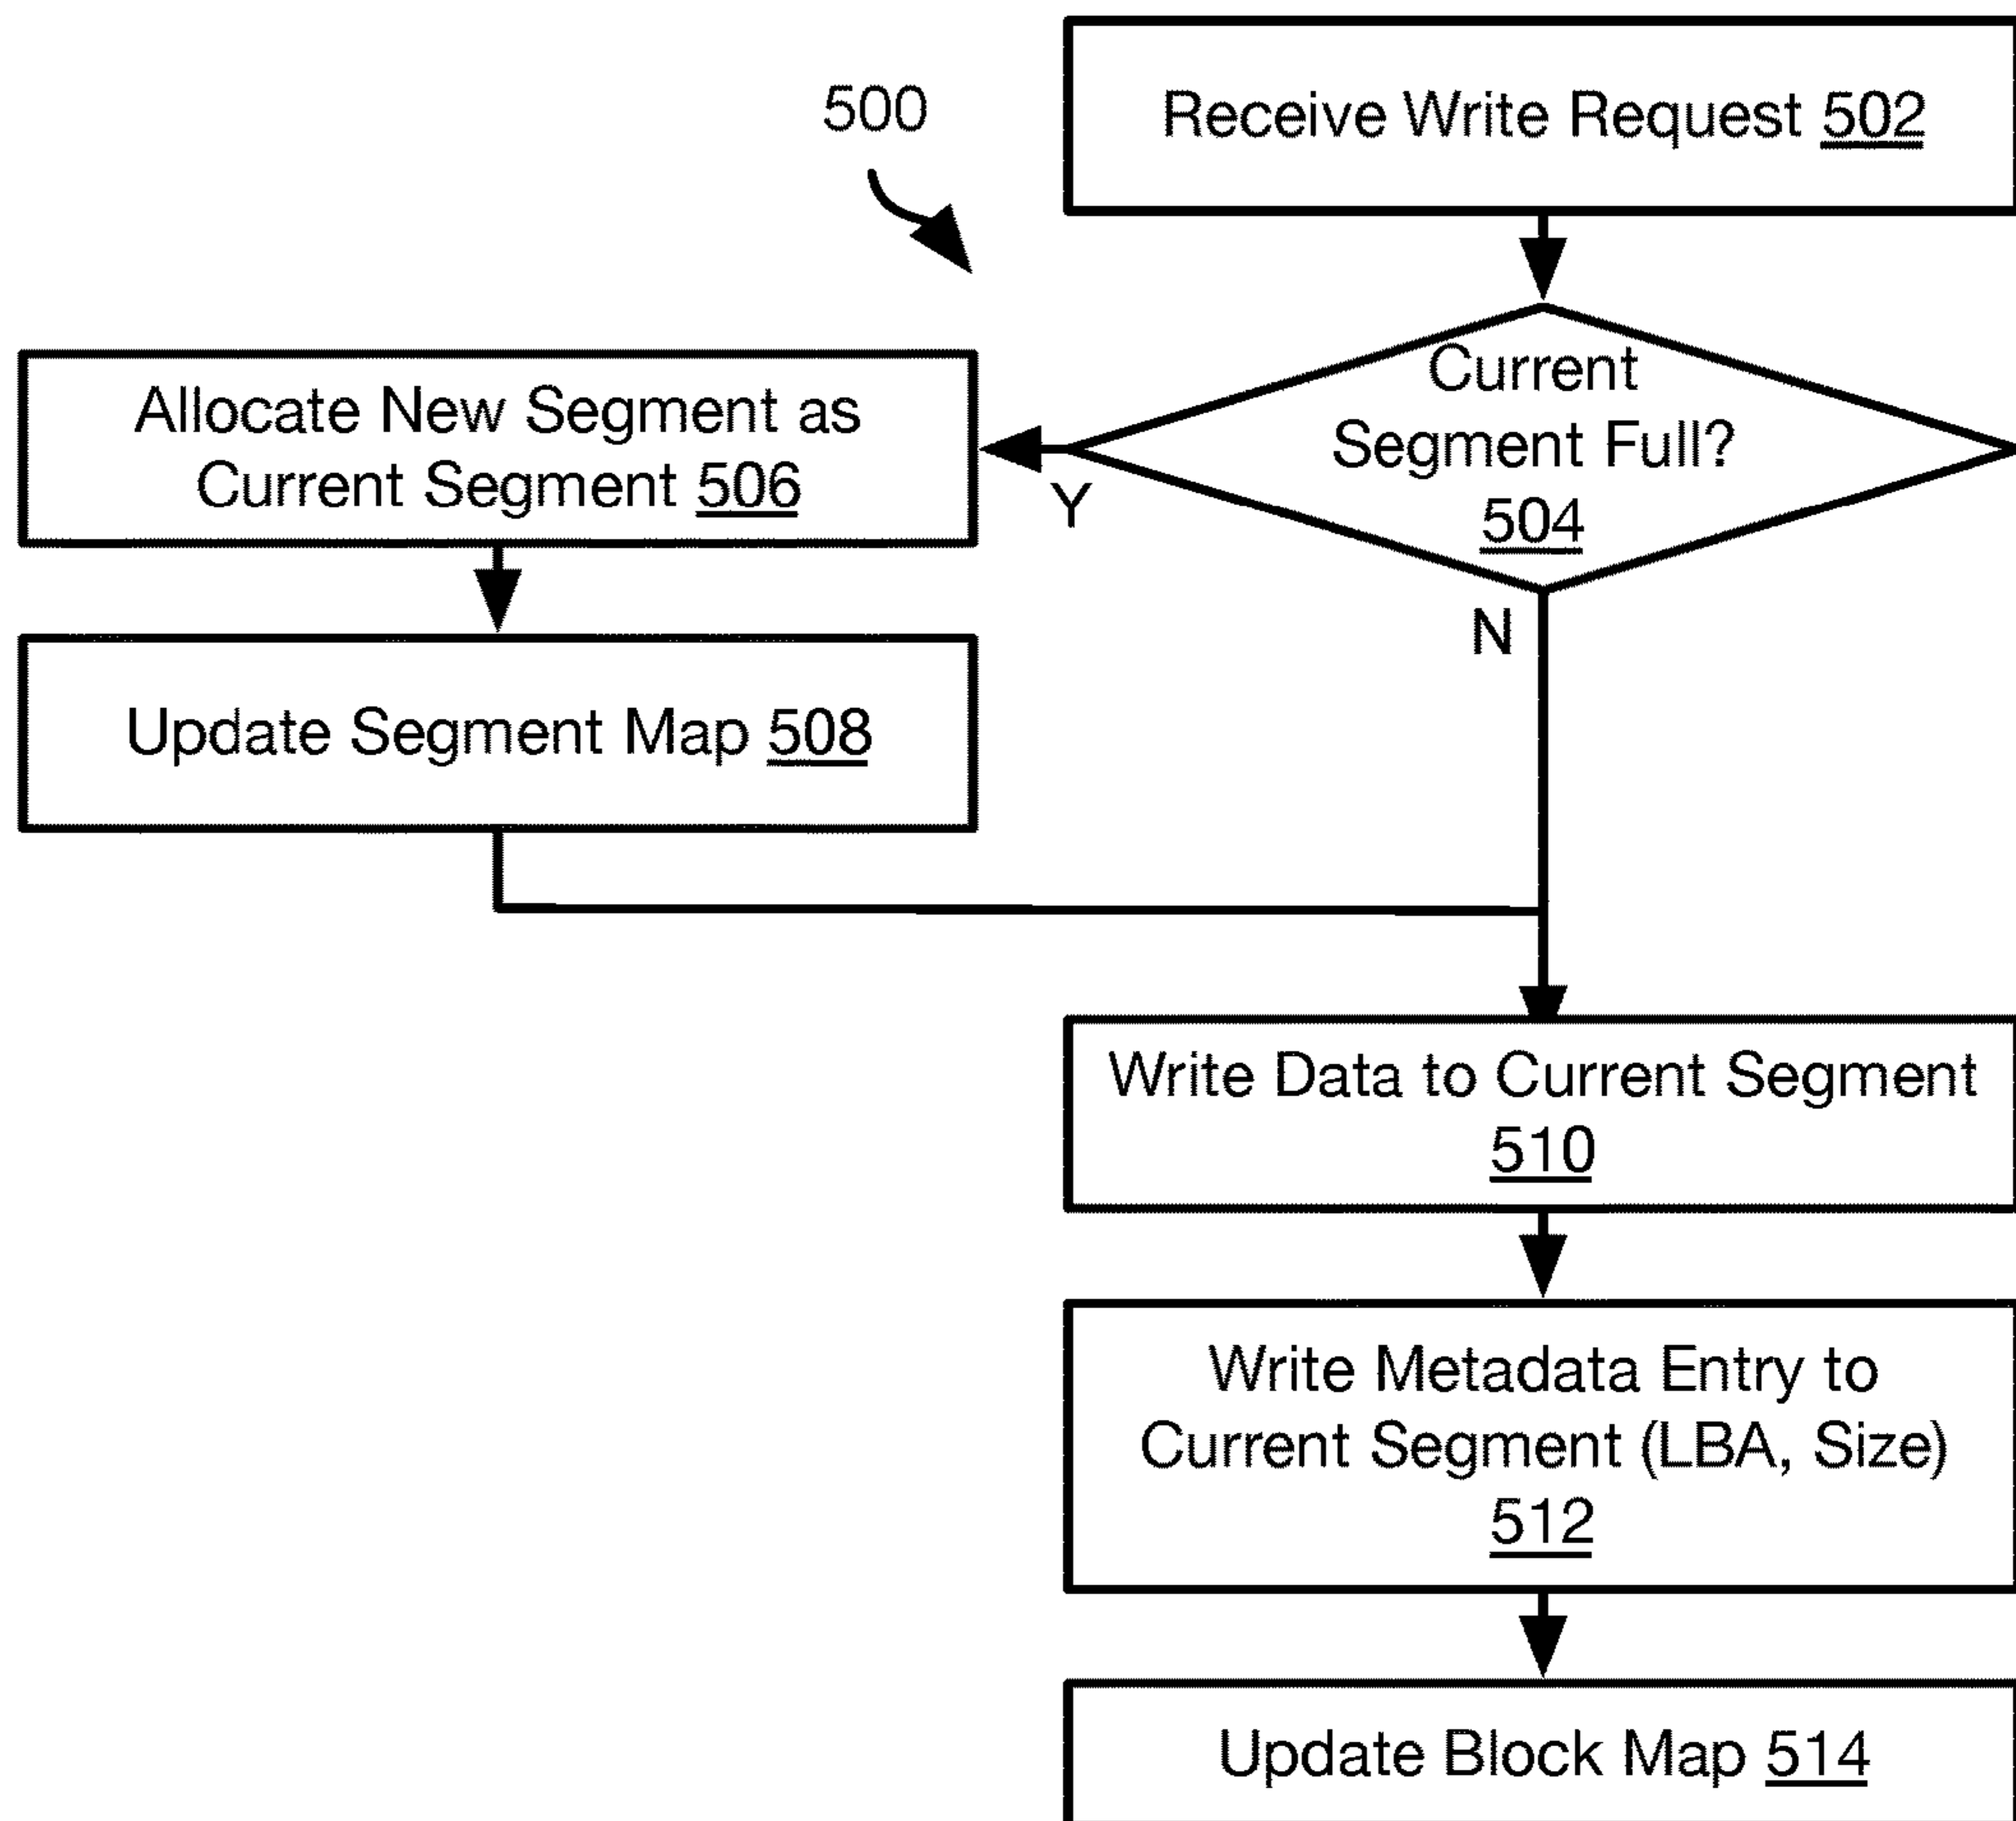 500
Receive Write Request 502
Current
Segment Full?
504
Y
N
Allocate New Segment as
Current Segment 506
Update Segment Map 508
Write Data to Current Segment
510
Write Metadata Entry to
Current Segment (LBA, Size)
512
Update Block Map 514